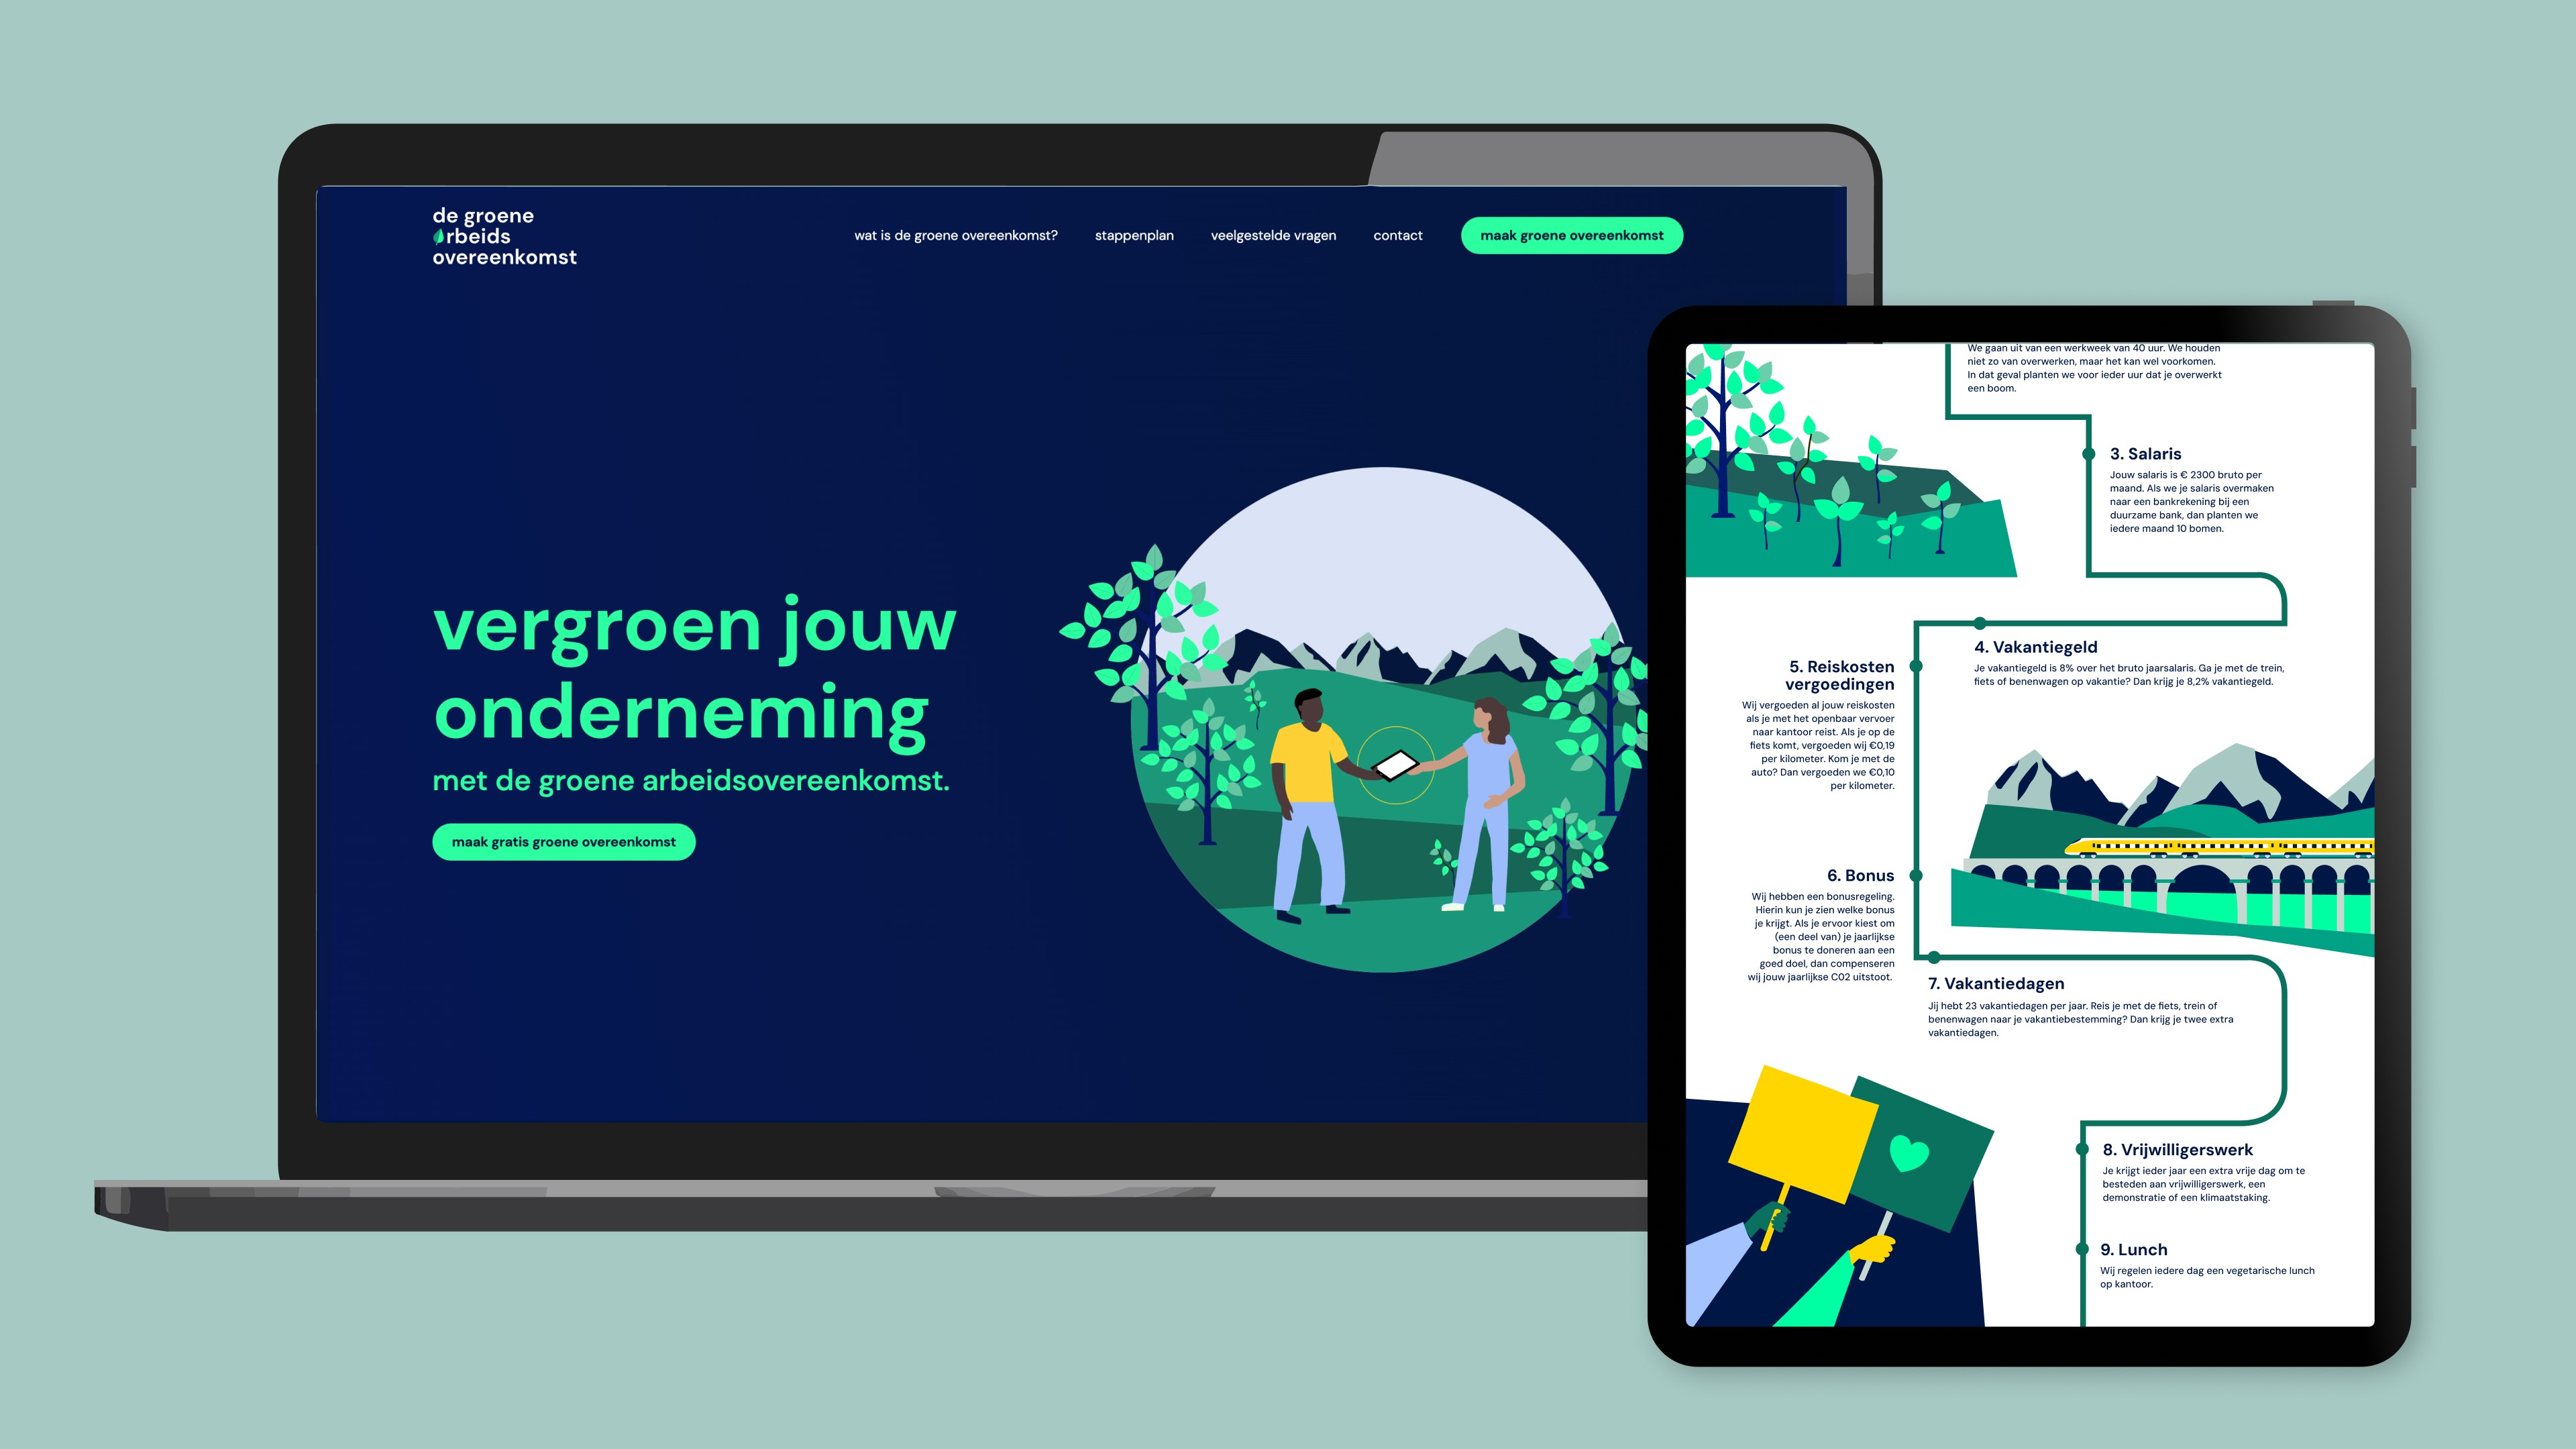 de groene
arbeids
overeenkomst
wat is de groene overeenkomst?
stappenplan
veelgestelde vragen
contact
maak groene overeenkomst
vergroen jouw
onderneming
met de groene arbeidsovereenkomst.
maak gratis groene overeenkomst
We gaan uit van een werkweek van 40 uur. We houden
niet zo van overwerken, maar het kan wel voorkomen.
In dat geval planten we voor ieder uur dat je overwerkt
een boom.
3. Salaris
Jouw salaris is € 2300 bruto per
maand. Als we je salaris overmaken
naar een bankrekening bij een
duurzame bank, dan planten we
iedere maand 10 bomen.
4. Vakantiegeld
Je vakantiegeld is 8% over het bruto jaarsalaris. Ga je met de trein,
fiets of benenwagen op vakantie? Dan krijg je 8,2% vakantiegeld.
5. Reiskosten
vergoedingen
Wij vergoeden al jouw reiskosten
als je met het openbaar vervoer
naar kantoor reist. Als je op de
fiets komt, vergoeden wij €0,19
per kilometer. Kom je met de
auto? Dan vergoeden we €0,10
per kilometer.
6. Bonus
Wij hebben een bonusregeling.
Hierin kun je zien welke bonus
je krijgt. Als je ervoor kiest om
(een deel van) je jaarlijkse
bonus te doneren aan een
goed doel, dan compenseren
wij jouw jaarlijkse C02 uitstoot.
7. Vakantiedagen
Jij hebt 23 vakantiedagen per jaar. Reis je met de fiets, trein of
benenwagen naar je vakantiebestemming? Dan krijg je twee extra
vakantiedagen.
8. Vrijwilligerswerk
Je krijgt ieder jaar een extra vrije dag om te
besteden aan vrijwilligerswerk, een
demonstratie of een klimaatstaking.
9. Lunch
Wij regelen iedere dag een vegetarische lunch
op kantoor.